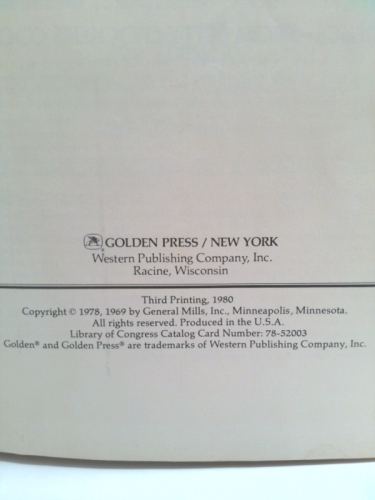 GOLDEN PRESS / NEW YORK
Western Publishing Company, Inc.
Racine, Wisconsin
Third Printing, 1980
Copyright © 1978, 1969 by General Mills, Inc., Minneapolis, Minnesota.
All rights reserved. Produced in the U.S.A.
Library of Congress Catalog Card Number: 78-52003
Golden® and Golden Press® are trademarks of Western Publishing Company, Inc.